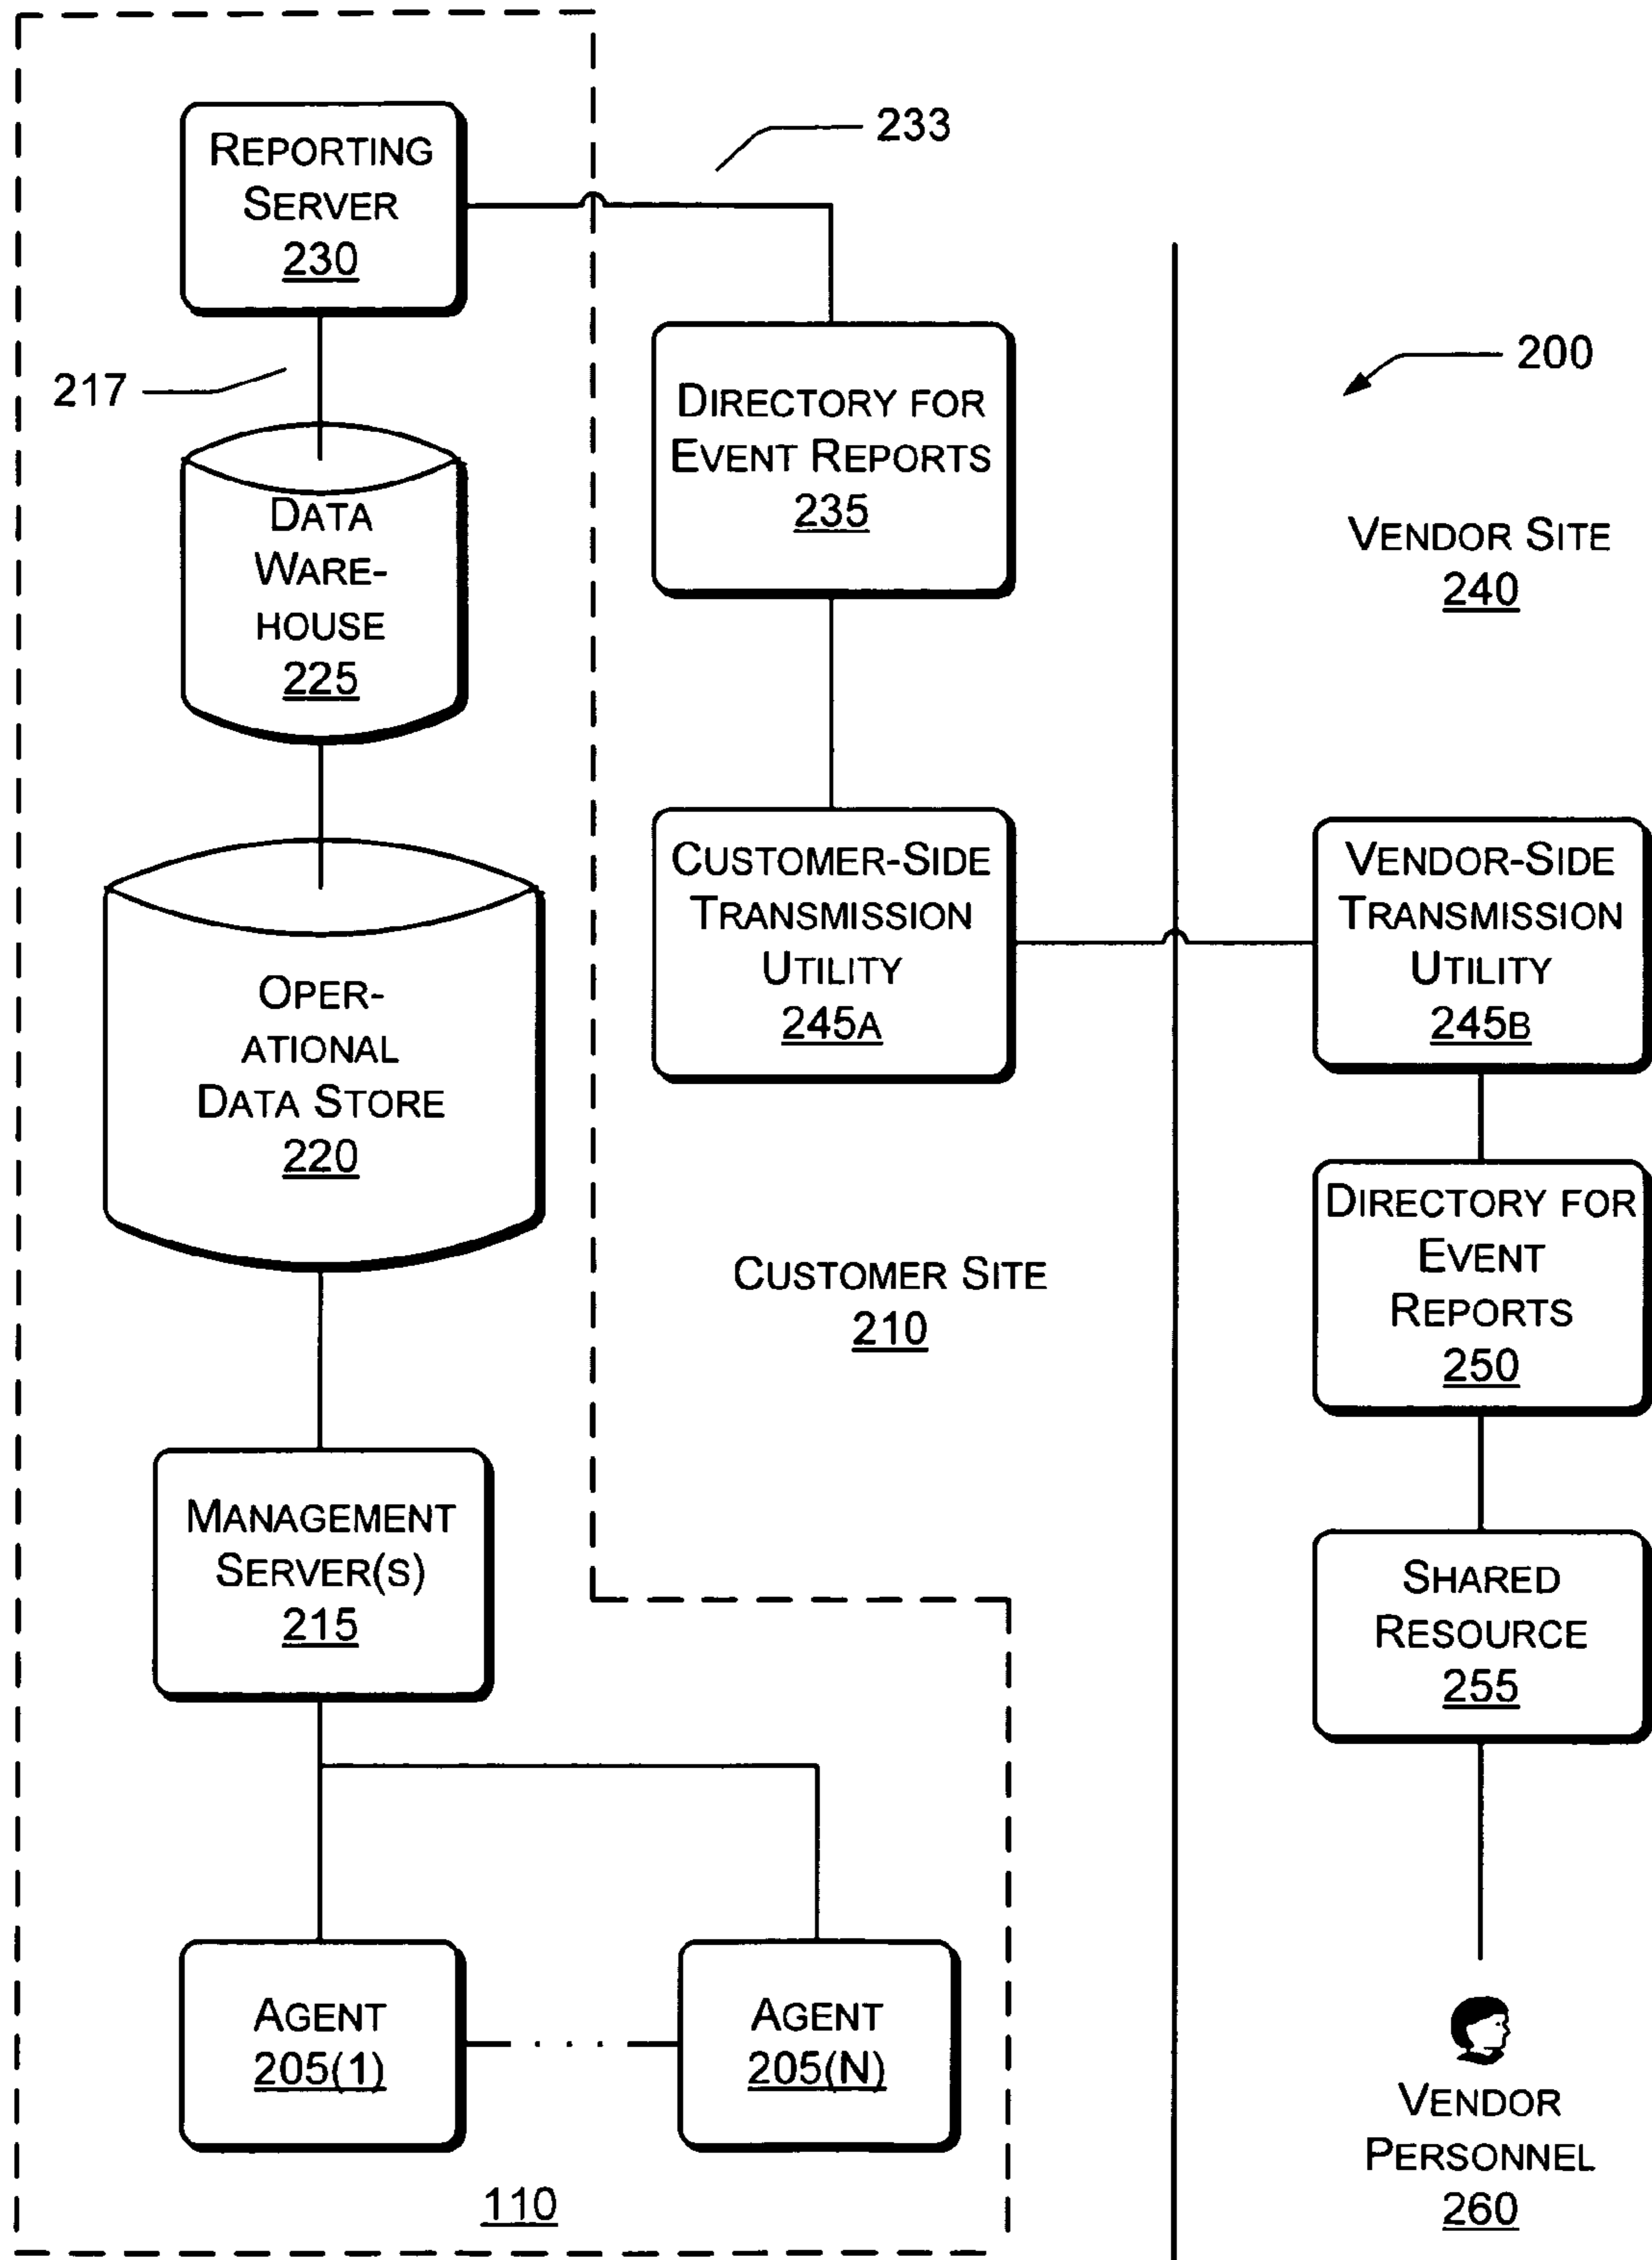 REPORTING
SERVER
230
233
217
DATA
WARE-
HOUSE
225
OPER-
ATIONAL
DATA STORE
220
MANAGEMENT
SERVER(S)
215
AGENT
205(1)
AGENT
205(N)
110
DIRECTORY FOR
EVENT REPORTS
235
CUSTOMER-SIDE
TRANSMISSION
UTILITY
245A
CUSTOMER SITE
210
200
VENDOR SITE
240
VENDOR-SIDE
TRANSMISSION
UTILITY
245B
DIRECTORY FOR
EVENT
REPORTS
250
SHARED
RESOURCE
255
VENDOR
PERSONNEL
260